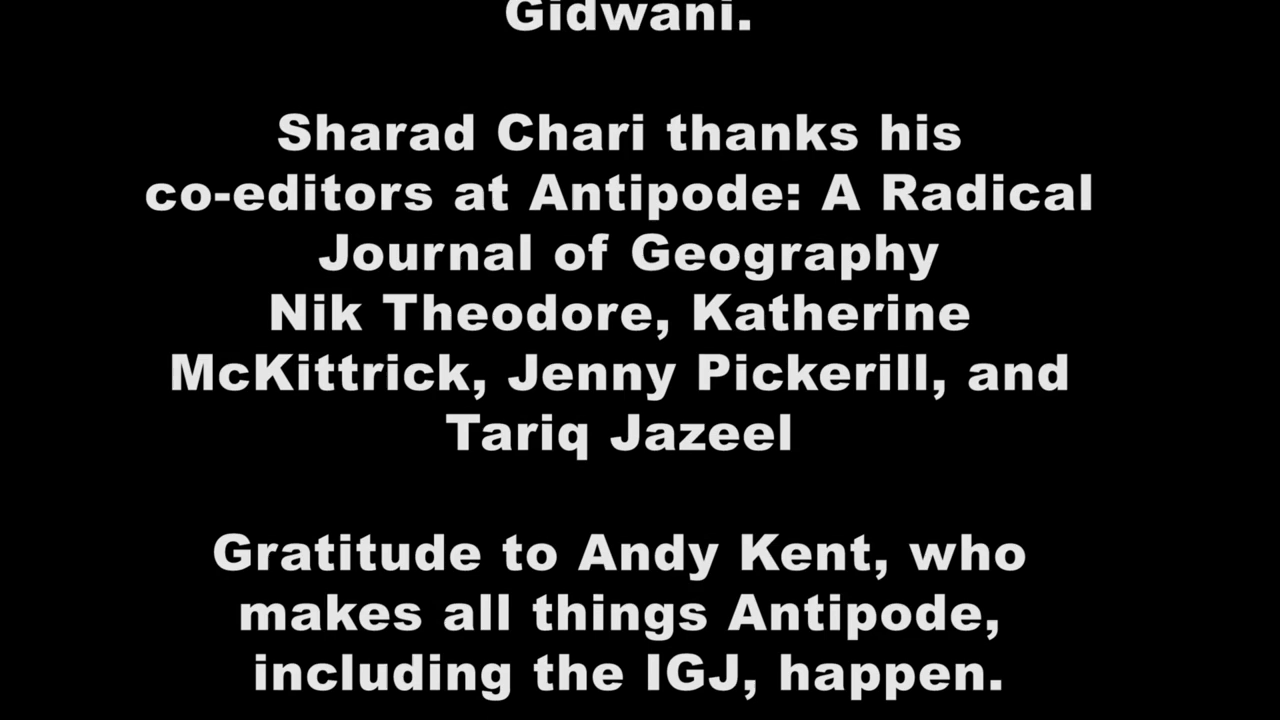 Gidwani.
Sharad Chari thanks his
co-editors at Antipode: A Radical
Journal of Geography
Nik Theodore, Katherine
McKittrick, Jenny Pickerill, and
Tariq Jazeel
Gratitude to Andy Kent, who
makes all things Antipode,
including the IGJ, happen.